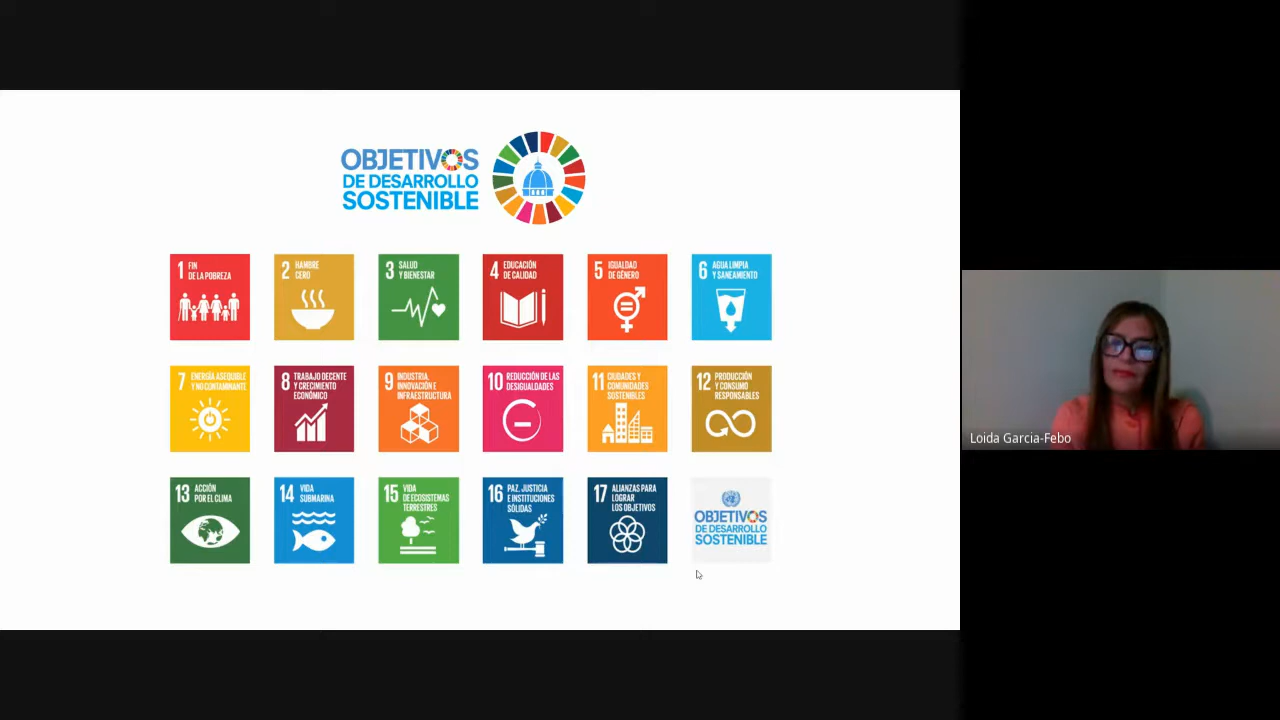 OBJETIVOS
DE DESARROLLO
SOSTENIBLE
1 FIN
DE LA POBREZA
2 HAMBRE
CERO
3 SALUD
Y BIENESTAR
4 EDUCACIÓN
DE CALIDAD
5 IGUALDAD
DE GÉNERO
6 AGUA LIMPIA
Y SANEAMIENTO
7 ENERGÍA ASEQUIBLE
Y NO CONTAMINANTE
8 TRABAJO DECENTE
Y CRECIMIENTO
ECONÓMICO
9 INDUSTRIA,
INNOVACIÓN E
INFRAESTRUCTURA
10 REDUCCIÓN DE LAS
DESIGUALDADES
11 CIUDADES Y
COMUNIDADES
SOSTENIBLES
12 PRODUCCIÓN
Y CONSUMO
RESPONSABLES
13 ACCIÓN
POR EL CLIMA
14 VIDA
SUBMARINA
15 VIDA
DE ECOSISTEMAS
TERRESTRES
16 PAZ, JUSTICIA
E INSTITUCIONES
SÓLIDAS
17 ALIANZAS PARA
LOGRAR
LOS OBJETIVOS
OBJETIVOS
DE DESARROLLO
SOSTENIBLE
Loida Garcia-Febo